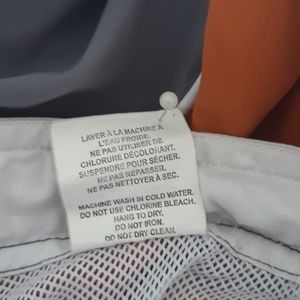 LAVER À LA MACHINE A
L'EAU FROIDE.
NE PAS UTILISER DE
CHLORURE DÉCOLORANT.
SUSPENDRE POUR SÉCHER.
NE PAS REPASSER.
NE PAS NETTOYER À SEC.
MACHINE WASH IN COLD WATER.
DO NOT USE CHLORINE BLEACH.
HANG TO DRY.
DO NOT IRON.
DO NOT DRY CLEAN.